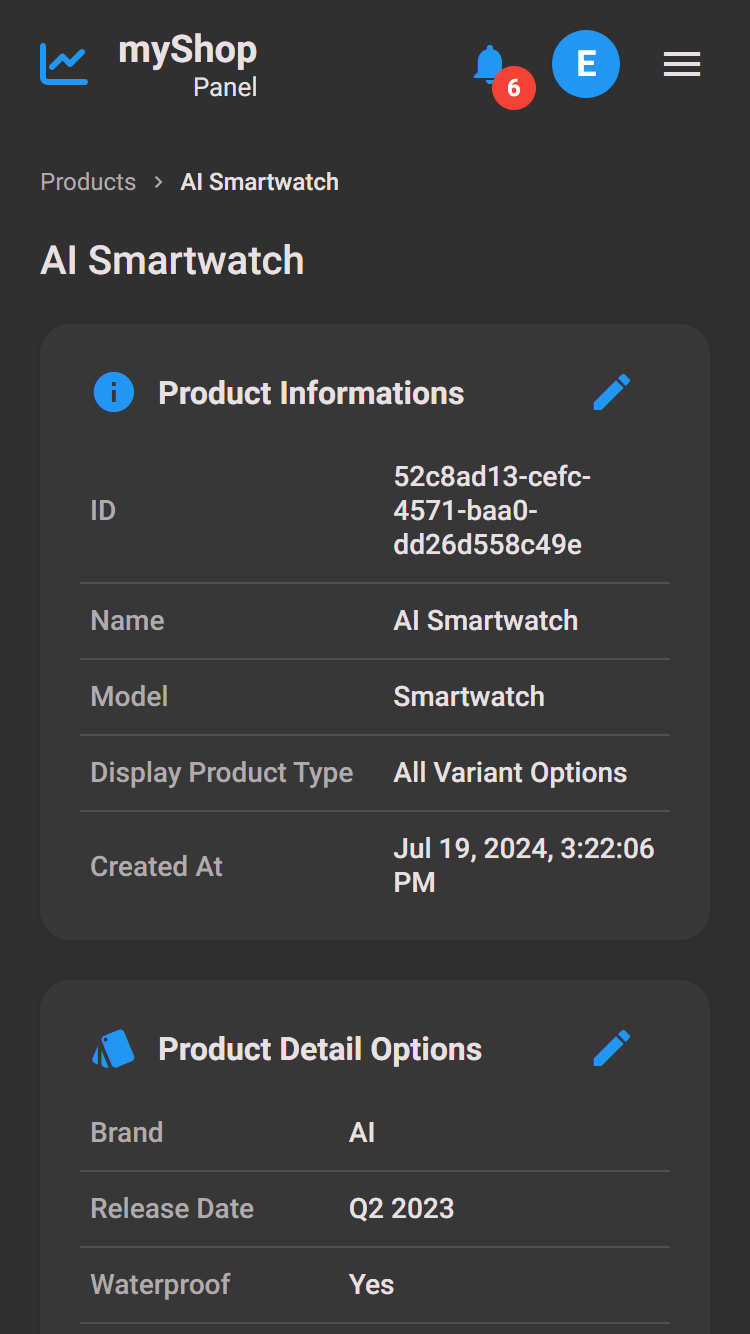 myShop
Panel
6
E
Products > AI Smartwatch
AI Smartwatch
Product Informations
ID
52c8ad13-cefc-
4571-baa0-
dd26d558c49e
Name
AI Smartwatch
Model
Smartwatch
Display Product Type
All Variant Options
Created At
Jul 19, 2024, 3:22:06
PM
Product Detail Options
Brand
AI
Release Date
Q2 2023
Waterproof
Yes